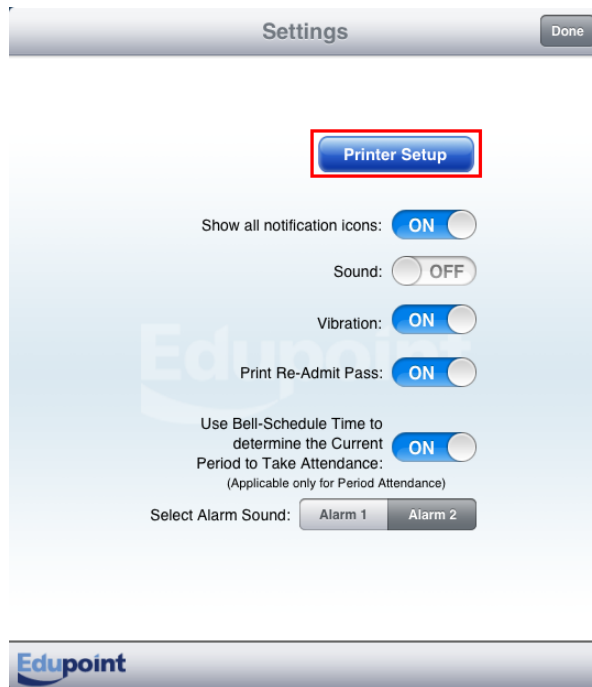 Settings
Done
Printer Setup
Show all notification icons: ON
Sound: OFF
Vibration: ON
Edupoint
Print Re-Admit Pass: ON
Use Bell-Schedule Time to
determine the Current ON
Period to Take Attendance:
(Applicable only for Period Attendance)
Select Alarm Sound: Alarm 1 Alarm 2
Edupoint